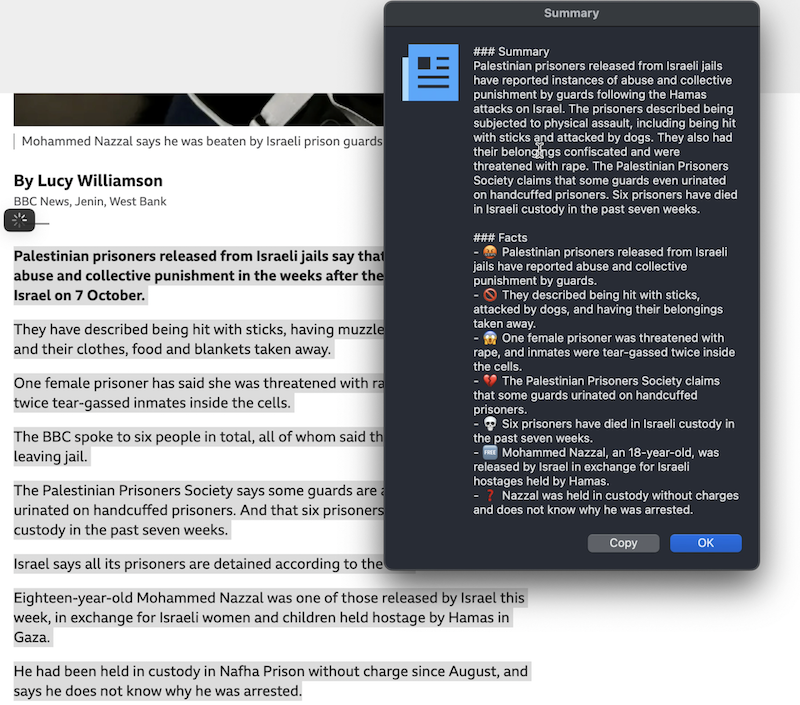 Summary
### Summary
Palestinian prisoners released from Israeli jails
have reported instances of abuse and collective
punishment by guards following the Hamas
attacks on Israel. The prisoners described being
subjected to physical assault, including being hit
with sticks and attacked by dogs. They also had
their belongings confiscated and were
threatened with rape. The Palestinian Prisoners
Society claims that some guards even urinated
on handcuffed prisoners. Six prisoners have died
in Israeli custody in the past seven weeks.
### Facts
- 🤬 Palestinian prisoners released from Israeli
jails have reported abuse and collective
punishment by guards.
- 🚫 They described being hit with sticks,
attacked by dogs, and having their belongings
taken away.
- 😱 One female prisoner was threatened with
rape, and inmates were tear-gassed twice inside
the cells.
- 💔 The Palestinian Prisoners Society claims
that some guards urinated on handcuffed
prisoners.
- 💀 Six prisoners have died in Israeli custody in
the past seven weeks.
- 🆓 Mohammed Nazzal, an 18-year-old, was
released by Israel in exchange for Israeli
hostages held by Hamas.
- ❓ Nazzal was held in custody without charges
and does not know why he was arrested.
Copy
OK
Mohammed Nazzal says he was beaten by Israeli prison guards
By Lucy Williamson
BBC News, Jenin, West Bank
Palestinian prisoners released from Israeli jails say that
abuse and collective punishment in the weeks after the
Israel on 7 October.
They have described being hit with sticks, having muzzle
and their clothes, food and blankets taken away.
One female prisoner has said she was threatened with ra
twice tear-gassed inmates inside the cells.
The BBC spoke to six people in total, all of whom said th
leaving jail.
The Palestinian Prisoners Society says some guards are a
urinated on handcuffed prisoners. And that six prisoners
custody in the past seven weeks.
Israel says all its prisoners are detained according to the
Eighteen-year-old Mohammed Nazzal was one of those released by Israel this
week, in exchange for Israeli women and children held hostage by Hamas in
Gaza.
He had been held in custody in Nafha Prison without charge since August, and
says he does not know why he was arrested.